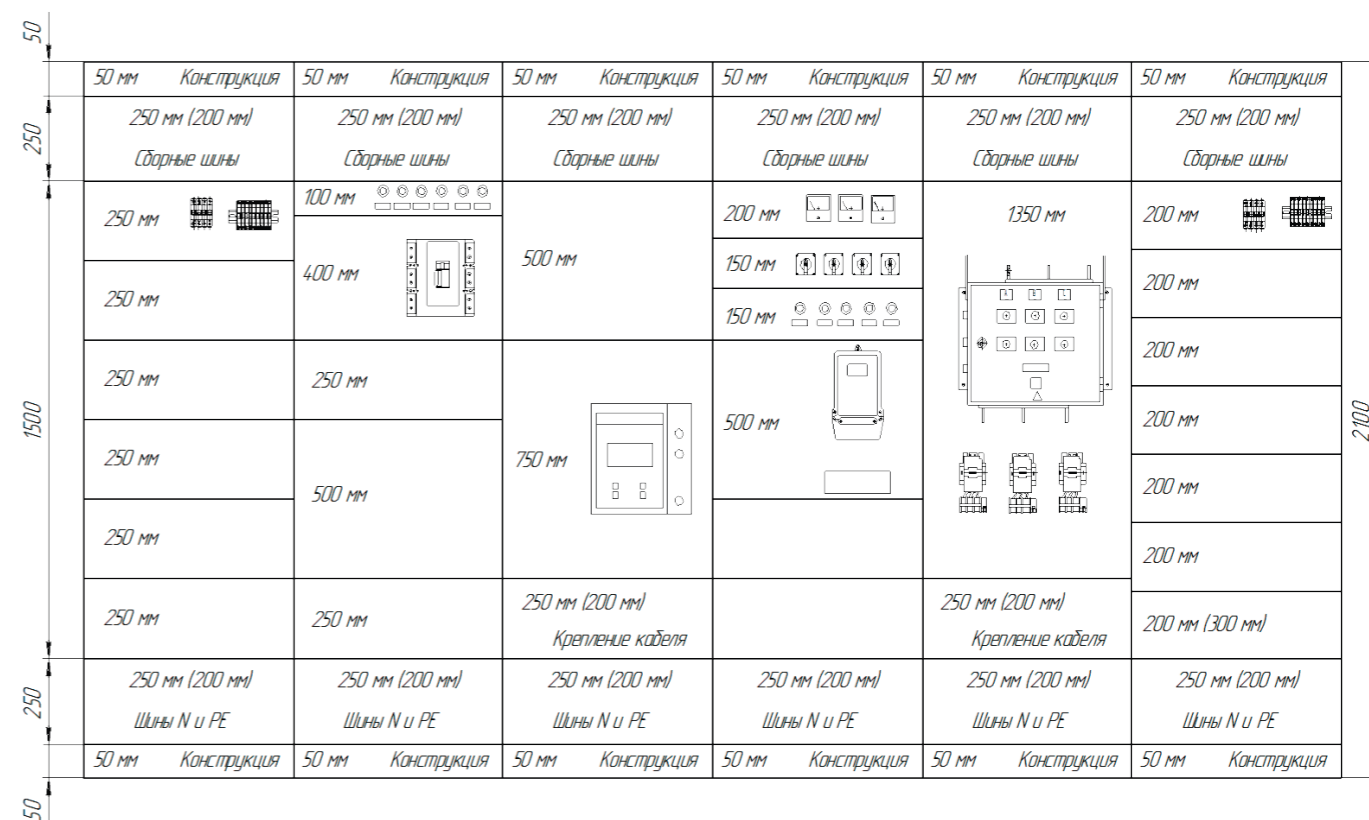 50
50 мм Конструкция 50 мм Конструкция 50 мм Конструкция 50 мм Конструкция 50 мм Конструкция 50 мм Конструкция
250
250 мм (200 мм) 250 мм (200 мм) 250 мм (200 мм) 250 мм (200 мм) 250 мм (200 мм) 250 мм (200 мм)
Сборные шины Сборные шины Сборные шины Сборные шины Сборные шины Сборные шины
1500
250 мм
250 мм
250 мм
250 мм
250 мм
250 мм
100 мм
400 мм
250 мм
500 мм
250 мм
500 мм
750 мм
250 мм (200 мм)
Крепление кабеля
200 мм
150 мм
150 мм
500 мм
1350 мм
250 мм (200 мм)
Крепление кабеля
200 мм
200 мм
200 мм
200 мм
200 мм
200 мм
200 мм (300 мм)
2100
250
250 мм (200 мм) 250 мм (200 мм) 250 мм (200 мм) 250 мм (200 мм) 250 мм (200 мм) 250 мм (200 мм)
Шины N и PE Шины N и PE Шины N и PE Шины N и PE Шины N и PE Шины N и PE
50 мм Конструкция 50 мм Конструкция 50 мм Конструкция 50 мм Конструкция 50 мм Конструкция 50 мм Конструкция
50